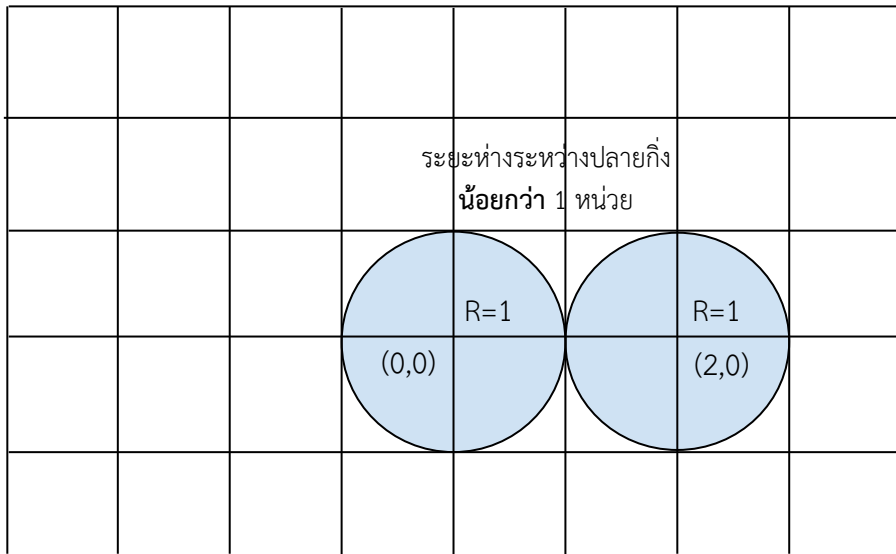 ระยะห่างระหว่างปลายกิ่ง
น้อยกว่า 1 หน่วย
R=1
R=1
(0,0)
(2,0)